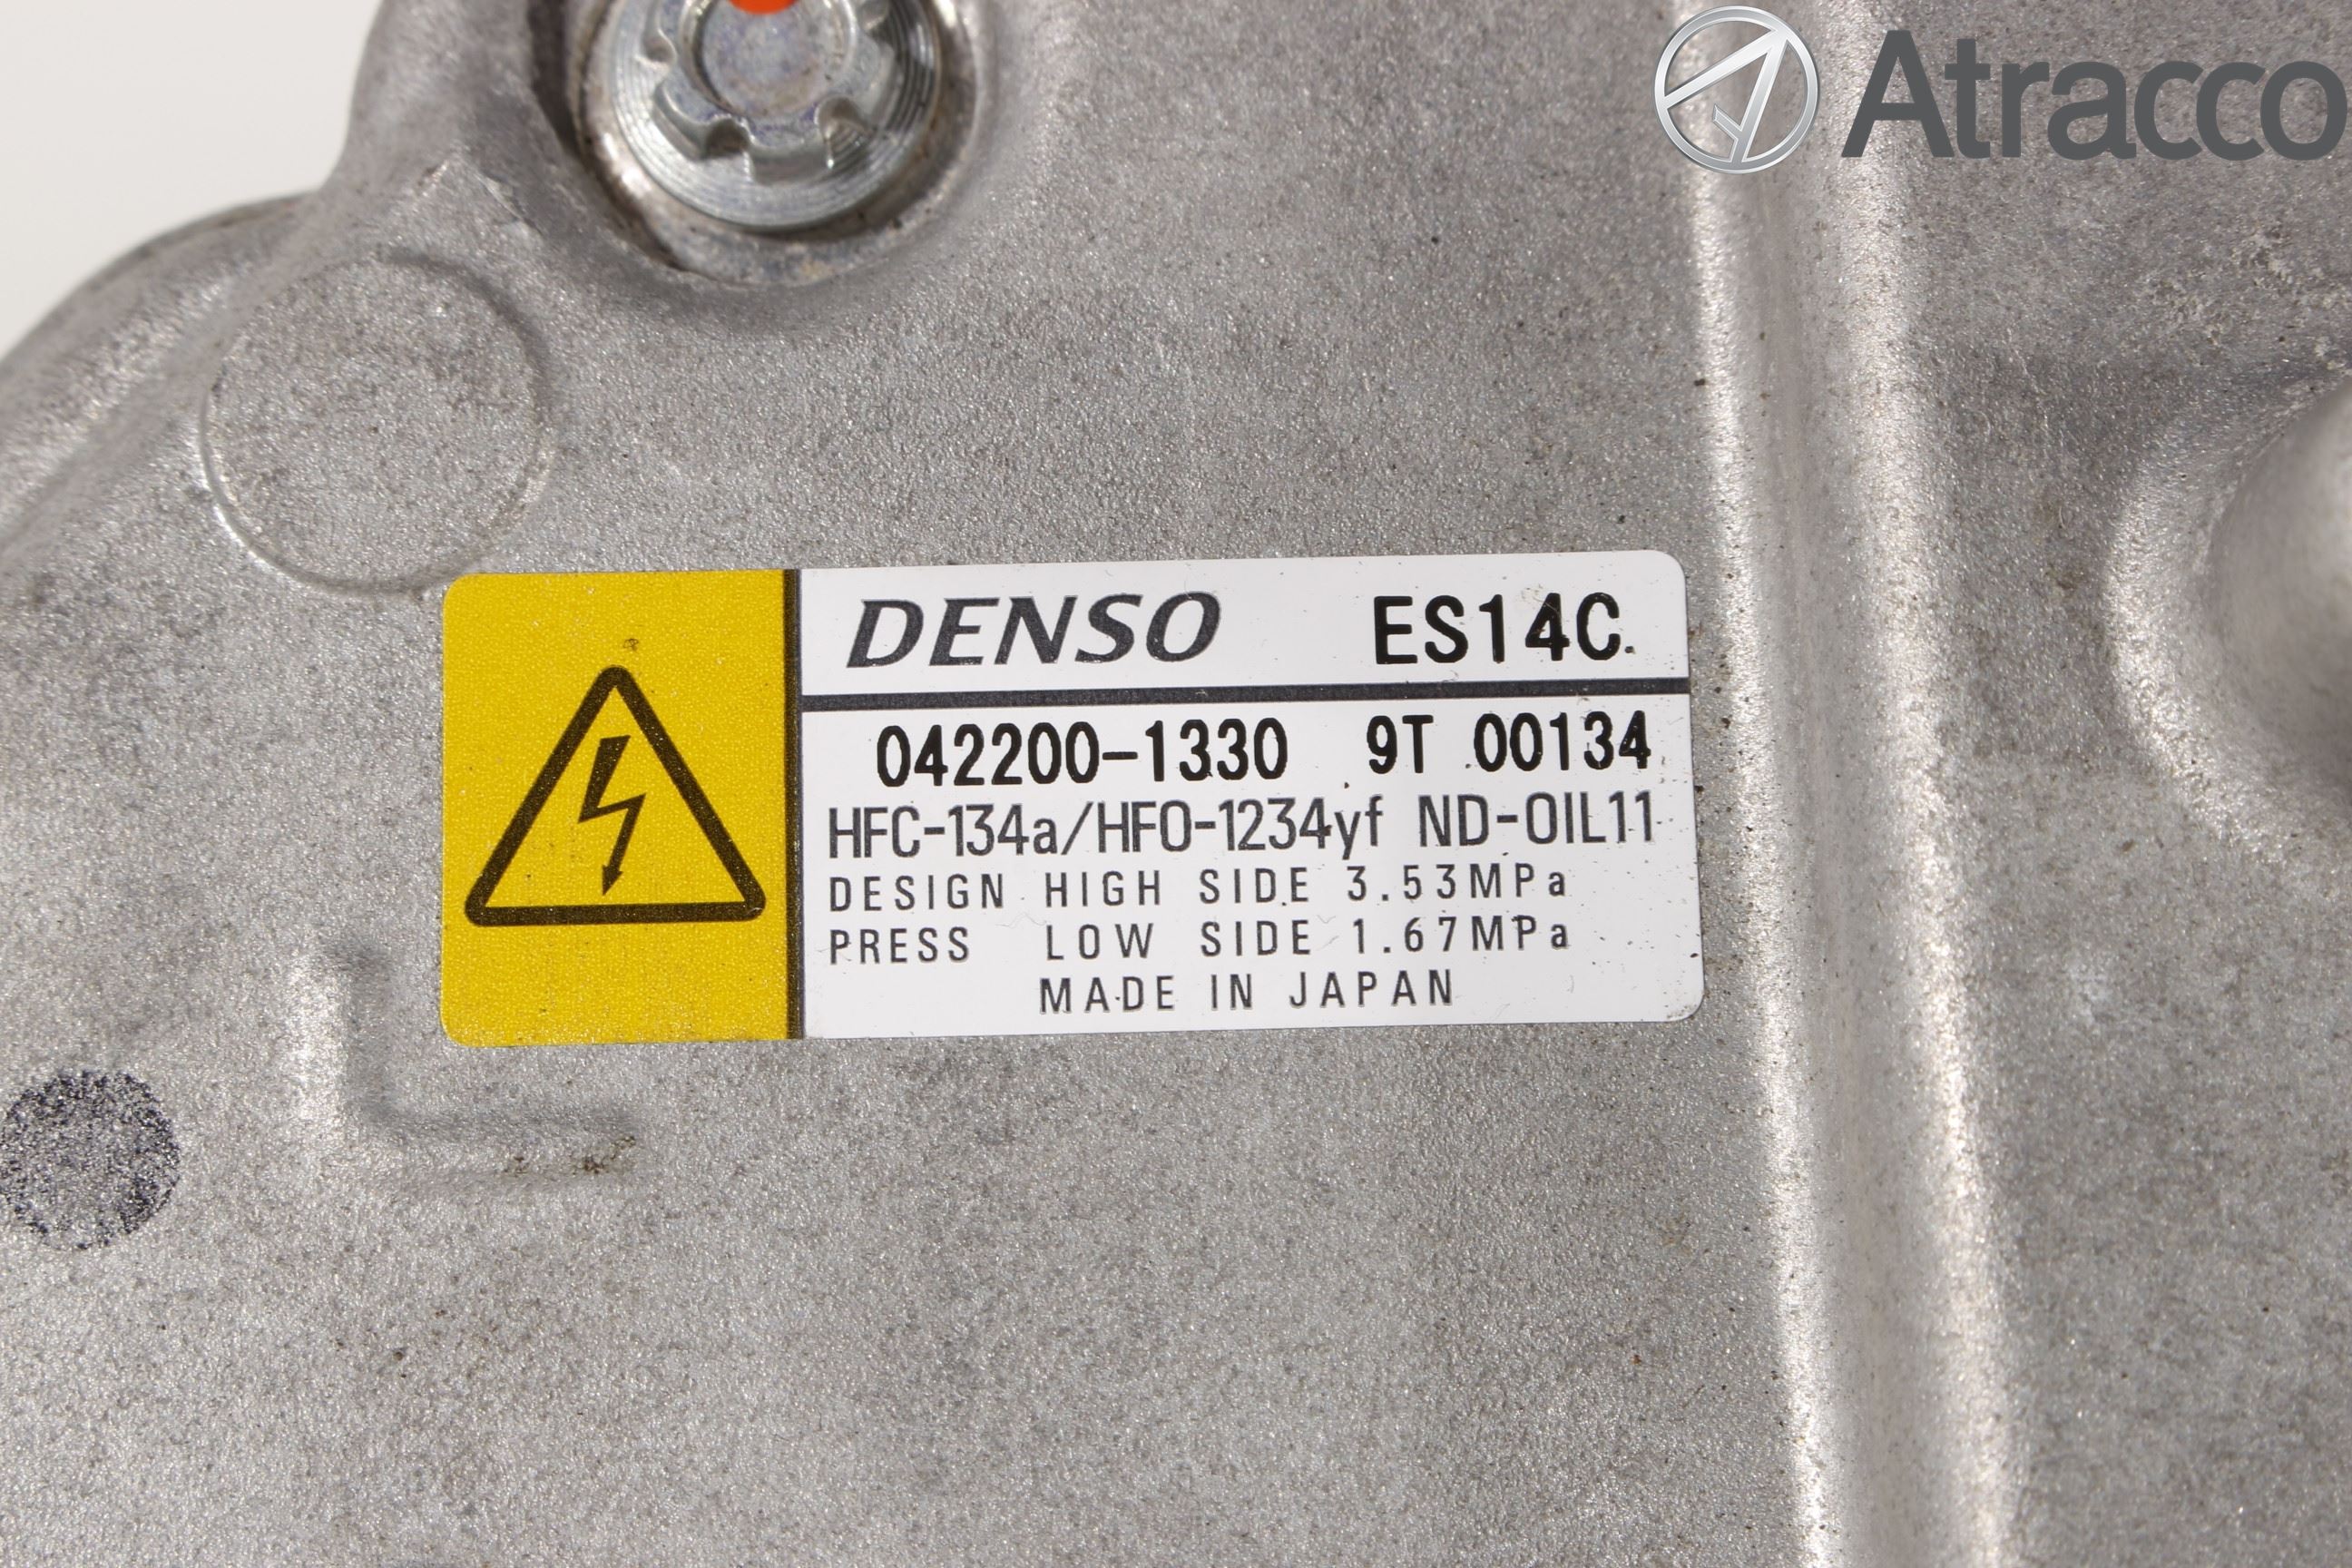 Atracco
DENSO ES14C
042200-1330 9T 00134
HFC-134a/HFO-1234yf ND-OIL11
DESIGN HIGH SIDE 3.53MPa
PRESS LOW SIDE 1.67MPa
MADE IN JAPAN